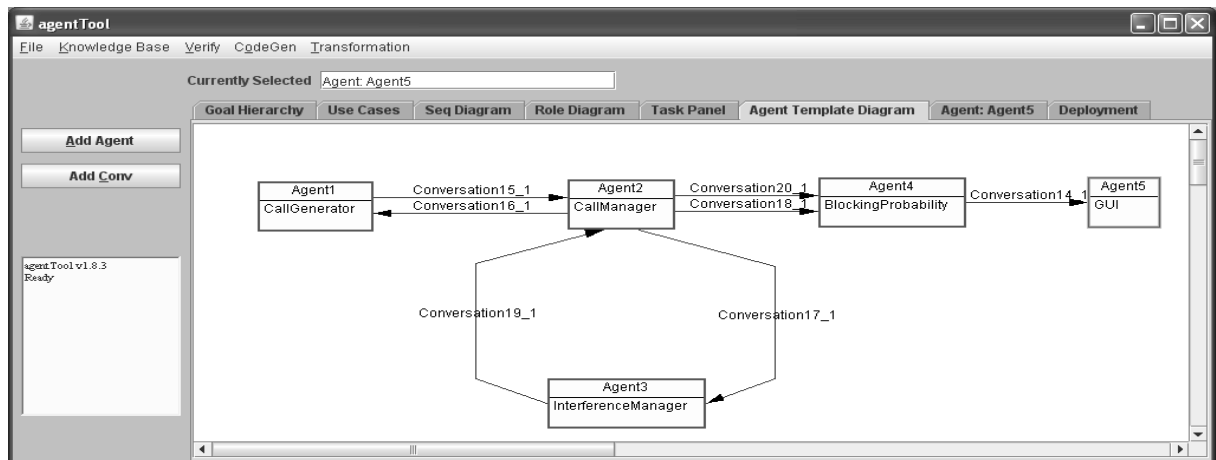 agentTool
File Knowledge Base Verify CodeGen Transformation
Currently Selected Agent: Agent5
Goal Hierarchy Use Cases Seq Diagram Role Diagram Task Panel Agent Template Diagram Agent: Agent5 Deployment
Add Agent
Add Conv
agentTool v1.8.3
Ready
Agent1
CallGenerator
Conversation15_1
Conversation16_1
Agent2
CallManager
Conversation20_1
Conversation18_1
Agent4
BlockingProbability
Conversation14_1
Agent5
GUI
Conversation19_1
Conversation17_1
Agent3
InterferenceManager